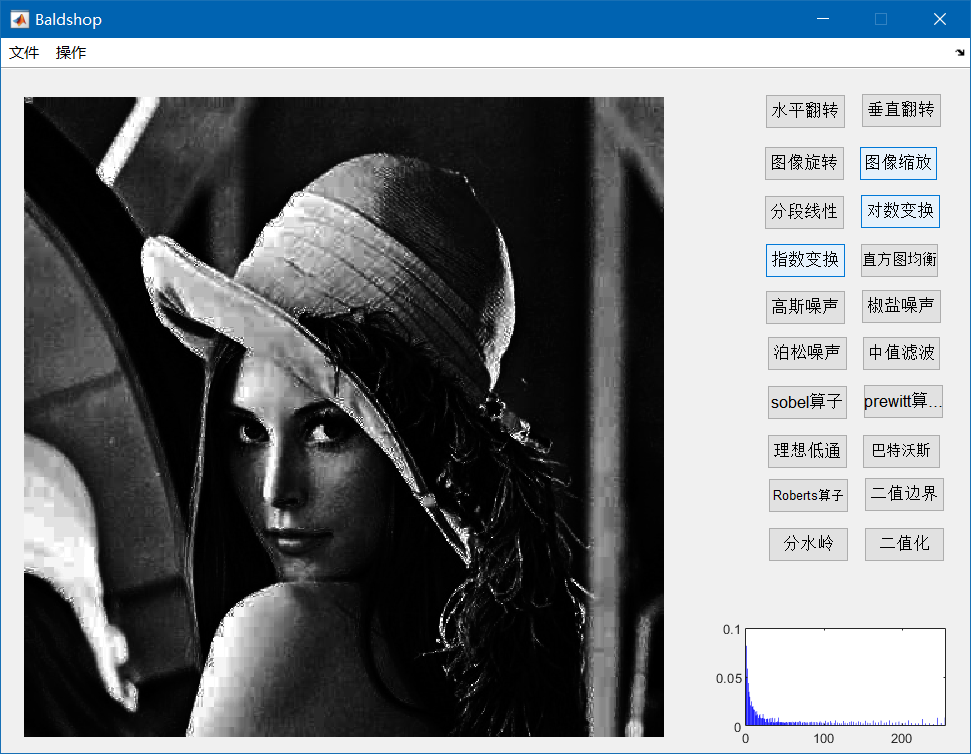 Baldshop
文件 操作
水平翻转 垂直翻转
图像旋转 图像缩放
分段线性 对数变换
指数变换 直方图均衡
高斯噪声 椒盐噪声
泊松噪声 中值滤波
sobel算子 prewitt算...
理想低通 巴特沃斯
Roberts算子 二值边界
分水岭 二值化
0.1
0.05
0
0 100 200